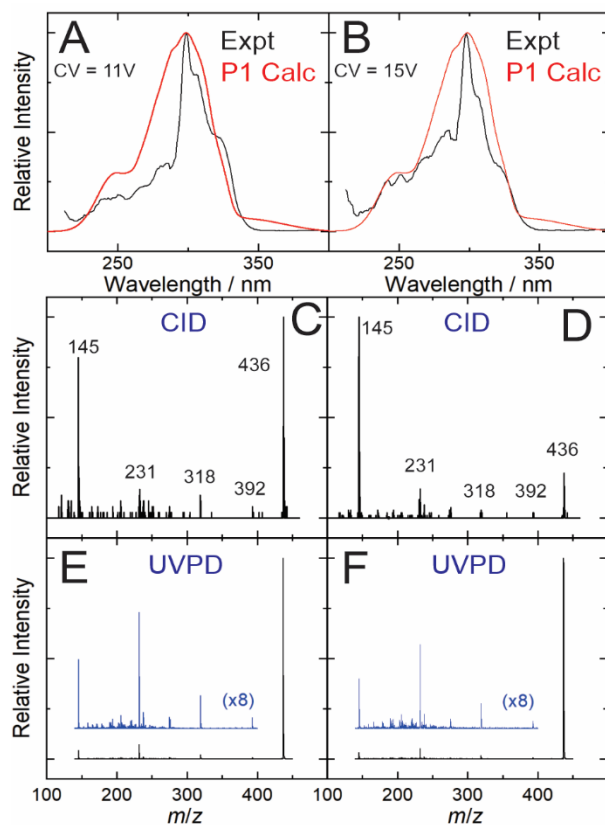 A
CV = 11V
Expt
P1 Calc
B
CV = 15V
Expt
P1 Calc
Relative Intensity
250
350
250
350
Wavelength / nm
Wavelength / nm
CID
C
145
436
231
318
392
CID
D
145
436
231
318
392
Relative Intensity
E
UVPD
(x8)
F
UVPD
(x8)
Relative Intensity
100
200
300
400
100
200
300
400
500
m/z
m/z